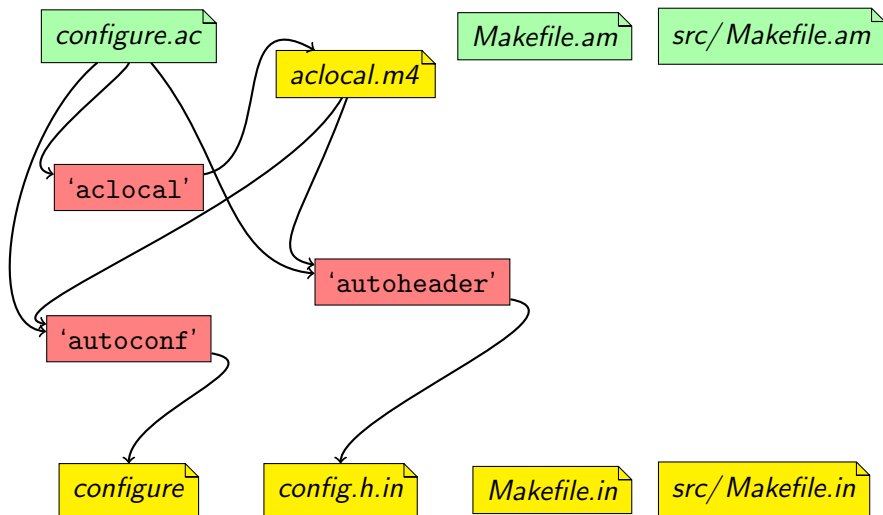 configure.ac
aclocal.m4
Makefile.am
src/Makefile.am
‘aclocal’
‘autoheader’
‘autoconf’
configure
config.h.in
Makefile.in
src/Makefile.in